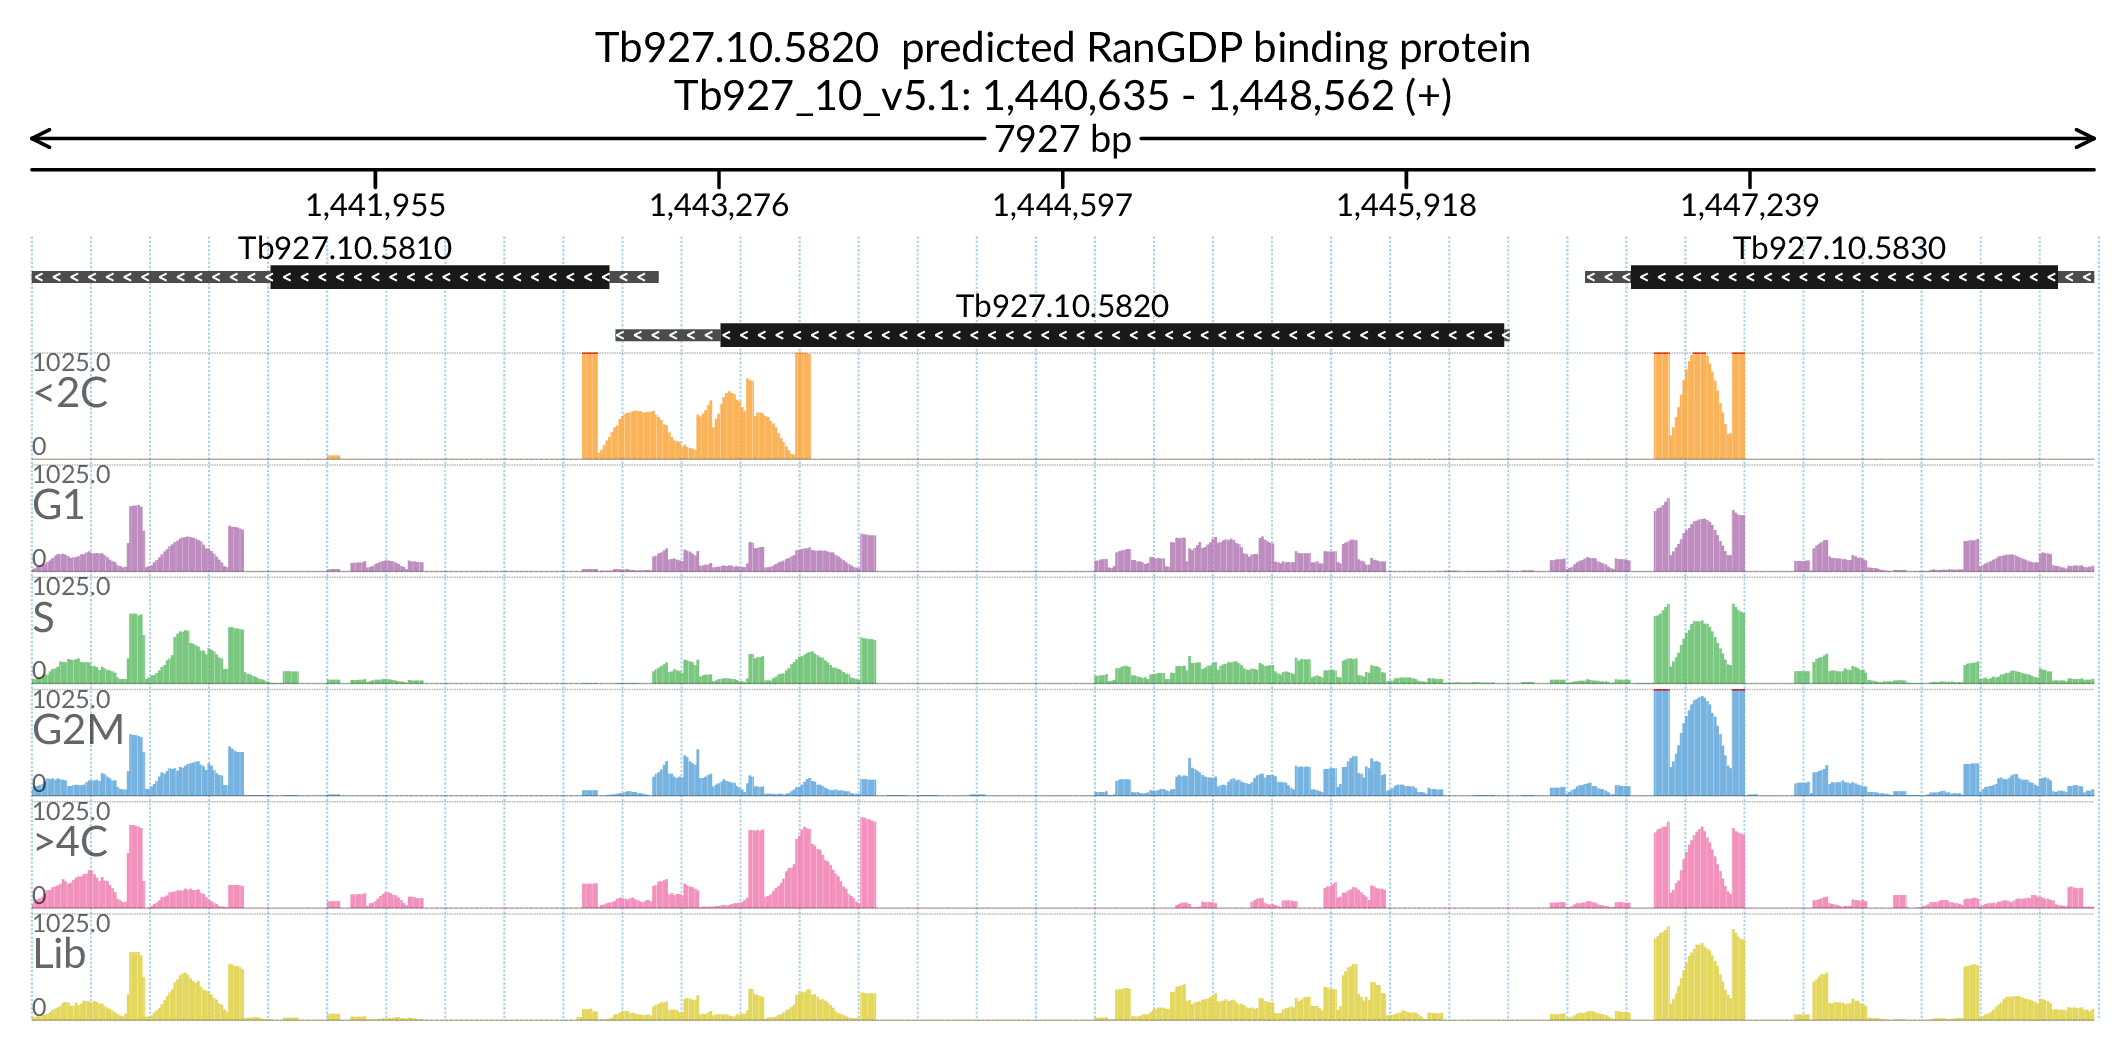 Tb927.10.5820  predicted RanGDP binding protein
Tb927_10_v5.1: 1,440,635 - 1,448,562 (+)
7927 bp
1,441,955 1,443,276 1,444,597 1,445,918 1,447,239
Tb927.10.5810 Tb927.10.5830
Tb927.10.5820
1025.0
<2C
0
1025.0
G1
0
1025.0
S
0
1025.0
G2M
0
1025.0
>4C
0
1025.0
Lib
0